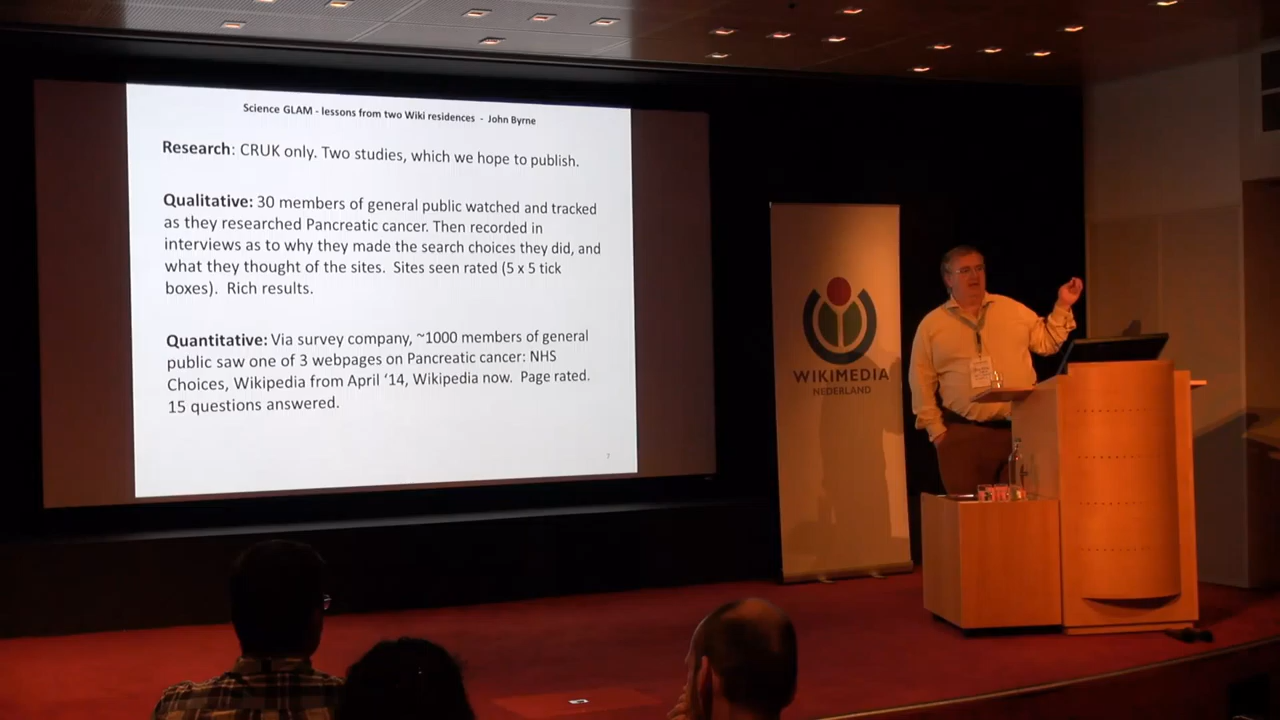 Science GLAM - lessons from two Wiki residences - John Byrne
Research: CRUK only. Two studies, which we hope to publish.
Qualitative: 30 members of general public watched and tracked
as they researched Pancreatic cancer. Then recorded in
interviews as to why they made the search choices they did, and
what they thought of the sites. Sites seen rated (5 x 5 tick
boxes). Rich results.
Quantitative: Via survey company, ~1000 members of general
public saw one of 3 webpages on Pancreatic cancer: NHS
Choices, Wikipedia from April ‘14, Wikipedia now. Page rated.
15 questions answered.
7
WIKIMEDIA
NEDERLAND